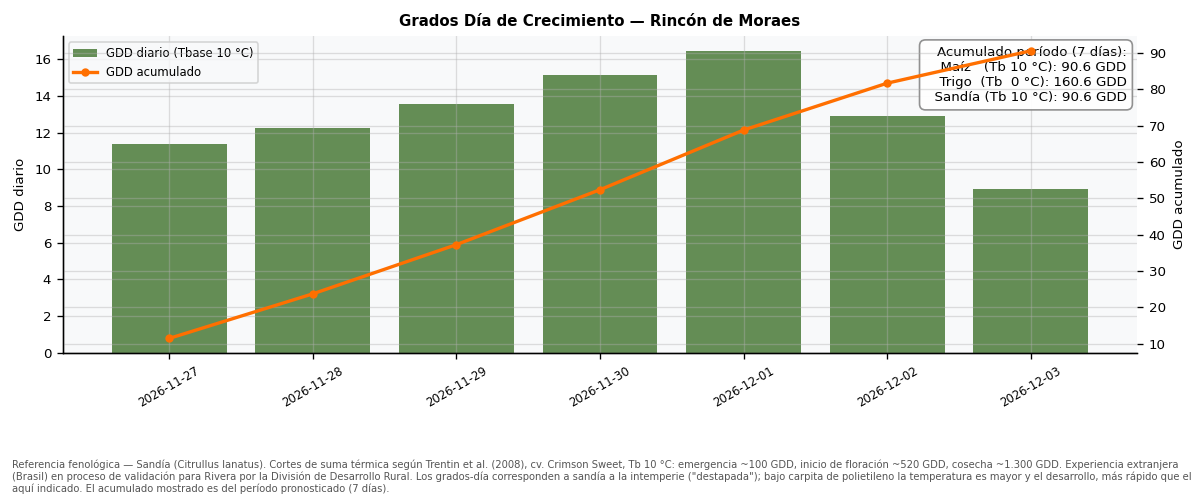 Grados Día de Crecimiento — Rincón de Moraes
GDD diario (Tbase 10 °C)
GDD acumulado
Acumulado período (7 días):
Maíz (Tb 10 °C): 90.6 GDD
Trigo (Tb 0 °C): 160.6 GDD
Sandía (Tb 10 °C): 90.6 GDD
GDD diario
16
14
12
10
8
6
4
2
0
90
80
70
60
50
40
30
20
10
GDD acumulado
2026-11-27
2026-11-28
2026-11-29
2026-11-30
2026-12-01
2026-12-02
2026-12-03
Referencia fenológica — Sandía (Citrullus lanatus). Cortes de suma térmica según Trentin et al. (2008), cv. Crimson Sweet, Tb 10 °C: emergencia ~100 GDD, inicio de floración ~520 GDD, cosecha ~1.300 GDD. Experiencia extranjera
(Brasil) en proceso de validación para Rivera por la División de Desarrollo Rural. Los grados-día corresponden a sandía a la intemperie ("destapada"); bajo carpita de polietileno la temperatura es mayor y el desarrollo, más rápido que el
aquí indicado. El acumulado mostrado es del período pronosticado (7 días).